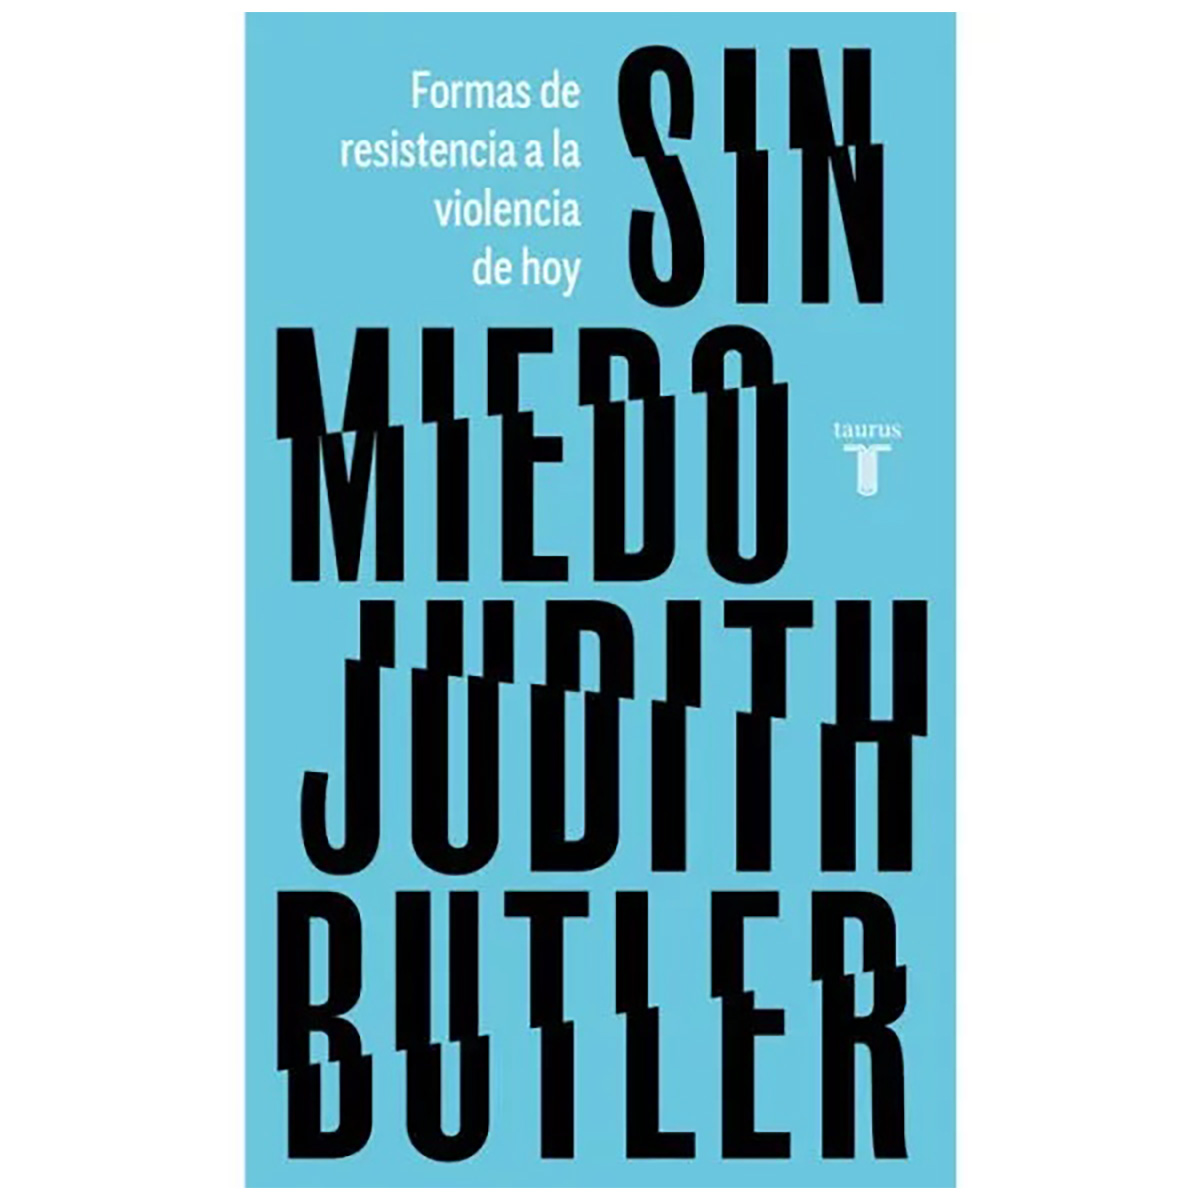 Formas de
resistencia a la
violencia
de hoy
SIN
MIEDO
taurus
JUDITH
BUTLER